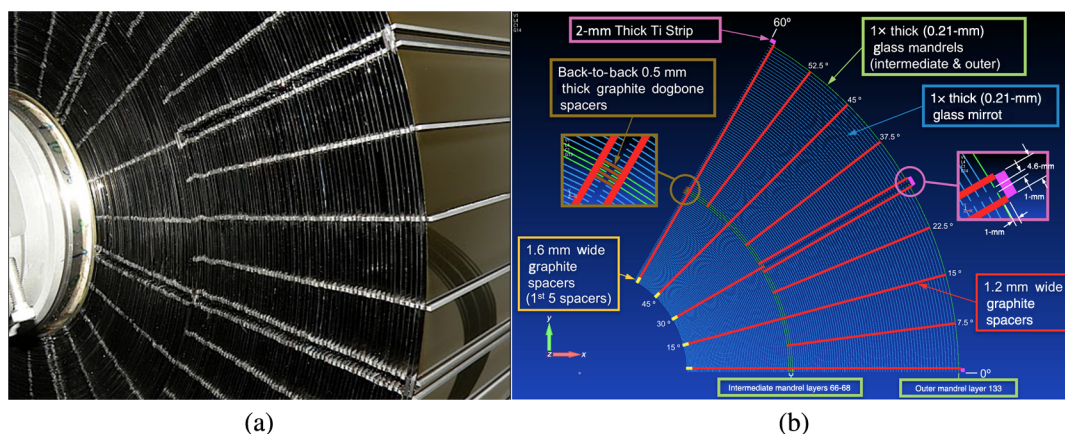 2-mm Thick Ti Strip
60º
1× thick (0.21-mm)
glass mandrels
(intermediate & outer)
Back-to-back 0.5 mm
thick graphite dogbone
spacers
52.5 º
45 º
1× thick (0.21-mm)
glass mirrot
37.5 º
4.6-mm
1-mm
1-mm
22.5 º
1.6 mm wide
graphite
spacers
(1st 5 spacers)
45 º
30 º
15 º
15 º
1.2 mm wide
graphite
spacers
7.5 º
y
z
x
0º
Intermediate mandrel layers 66-68
Outer mandrel layer 133
(a)
(b)